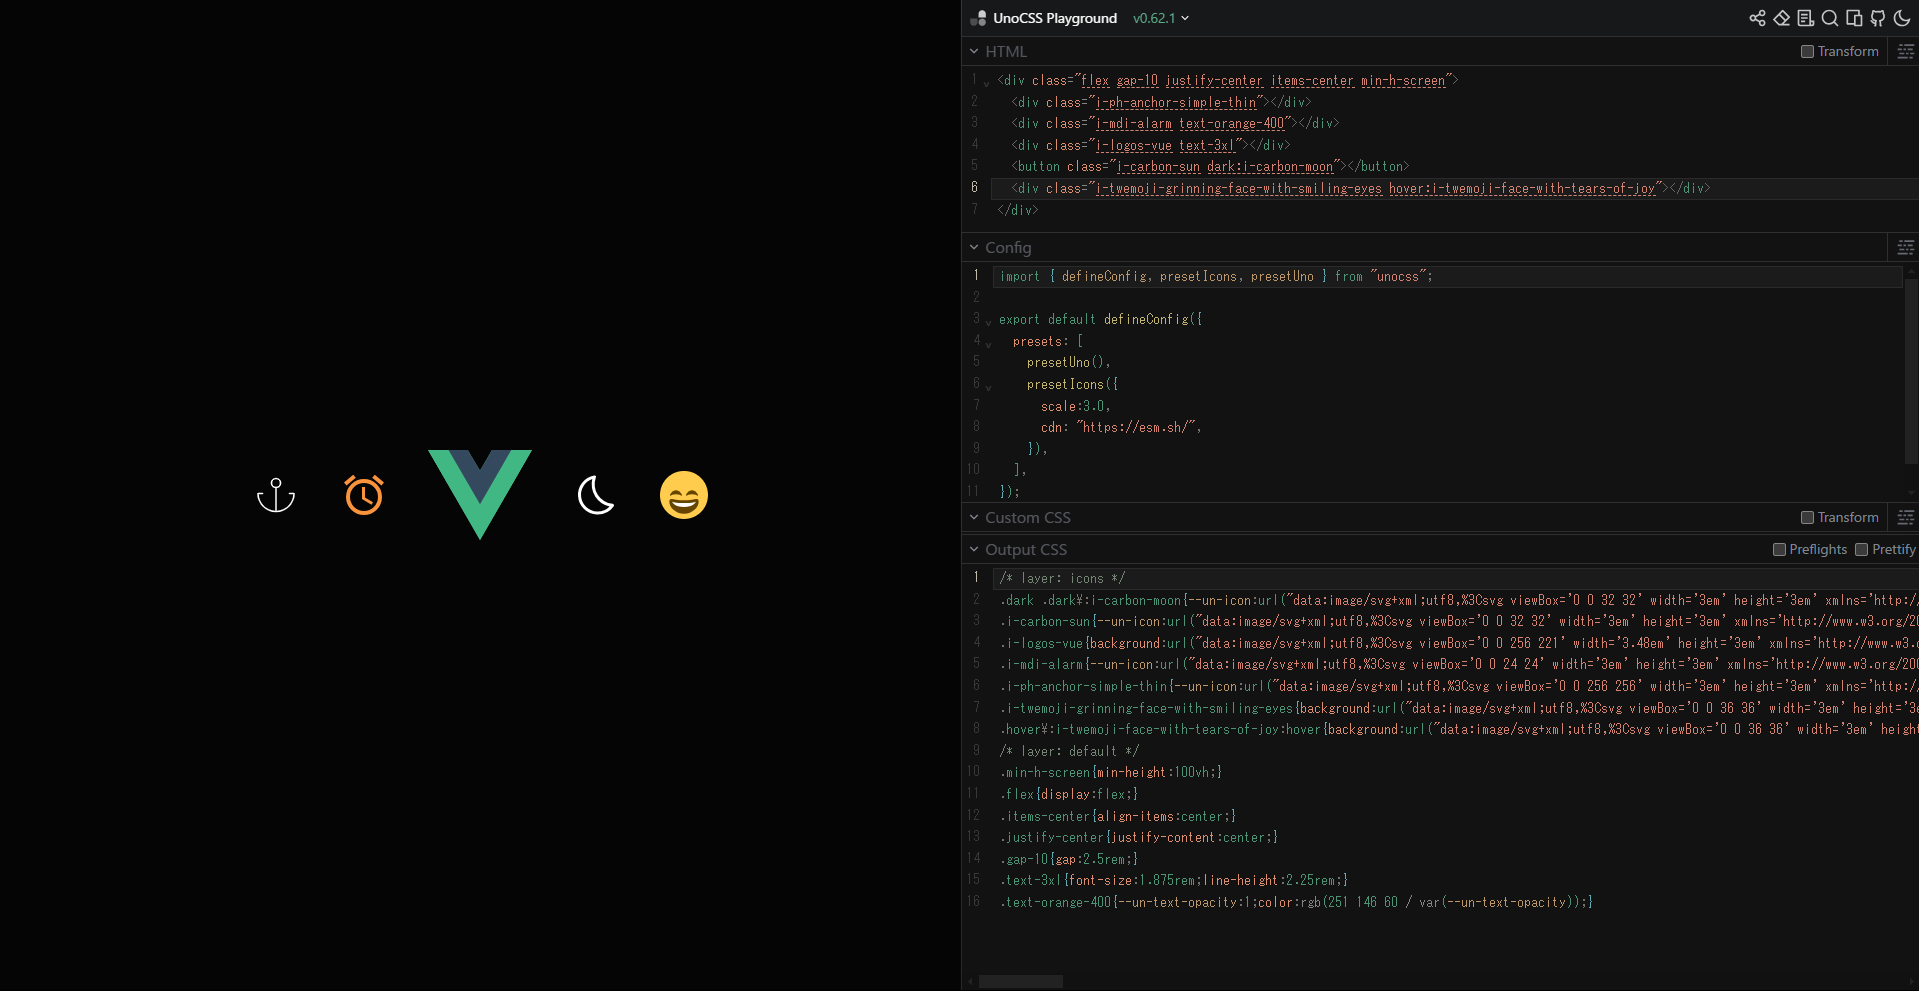 UnoCSS Playground v0.62.1
HTML Transform
1 <div class="flex gap-10 justify-center items-center min-h-screen">
2 <div class="i-ph-anchor-simple-thin"></div>
3 <div class="i-mdi-alarm text-orange-400"></div>
4 <div class="i-logos-vue text-3xl"></div>
5 <button class="i-carbon-sun dark:i-carbon-moon"></button>
6 <div class="i-twemoji-grinning-face-with-smiling-eyes hover:i-twemoji-face-with-tears-of-joy"></div>
7 </div>
Config
1 import { defineConfig, presetIcons, presetUno } from "unocss";
2
3 export default defineConfig({
4 presets: [
5 presetUno(),
6 presetIcons({
7 scale:3.0,
8 cdn: "https://esm.sh/",
9 }),
10 ],
11 });
Custom CSS Transform
Output CSS Preflights Prettify
1 /* layer: icons */
2 .dark .dark¥:i-carbon-moon{--un-icon:url("data:image/svg+xml;utf8,%3Csvg viewBox='0 0 32 32' width='3em' height='3em' xmlns='http:/
3 .i-carbon-sun{--un-icon:url("data:image/svg+xml;utf8,%3Csvg viewBox='0 0 32 32' width='3em' height='3em' xmlns='http://www.w3.org/20
4 .i-logos-vue{background:url("data:image/svg+xml;utf8,%3Csvg viewBox='0 0 256 221' width='3.48em' height='3em' xmlns='http://www.w3.o
5 .i-mdi-alarm{--un-icon:url("data:image/svg+xml;utf8,%3Csvg viewBox='0 0 24 24' width='3em' height='3em' xmlns='http://www.w3.org/200
6 .i-ph-anchor-simple-thin{--un-icon:url("data:image/svg+xml;utf8,%3Csvg viewBox='0 0 256 256' width='3em' height='3em' xmlns='http:/
7 .i-twemoji-grinning-face-with-smiling-eyes{background:url("data:image/svg+xml;utf8,%3Csvg viewBox='0 0 36 36' width='3em' height='3e
8 .hover¥:i-twemoji-face-with-tears-of-joy:hover{background:url("data:image/svg+xml;utf8,%3Csvg viewBox='0 0 36 36' width='3em' height
9 /* layer: default */
10 .min-h-screen{min-height:100vh;}
11 .flex{display:flex;}
12 .items-center{align-items:center;}
13 .justify-center{justify-content:center;}
14 .gap-10{gap:2.5rem;}
15 .text-3xl{font-size:1.875rem;line-height:2.25rem;}
16 .text-orange-400{--un-text-opacity:1;color:rgb(251 146 60 / var(--un-text-opacity));}